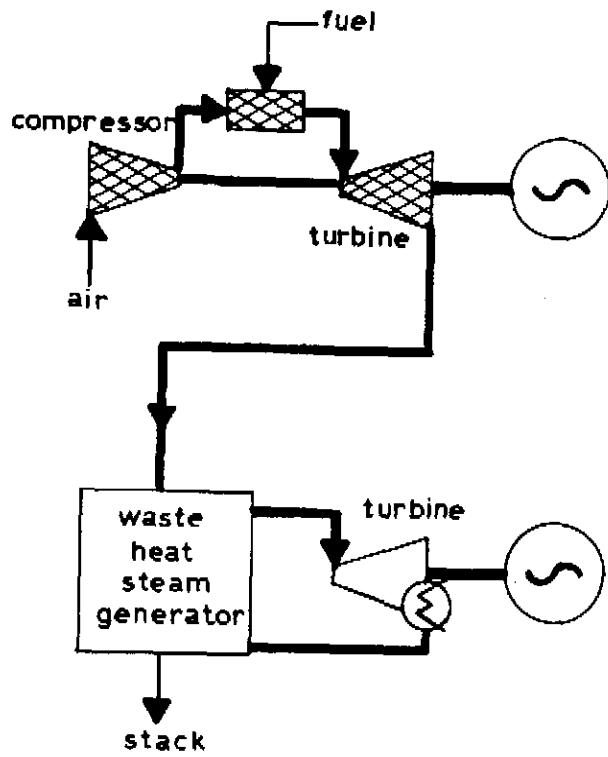 fuel
compressor
turbine
air
turbine
waste
heat
steam
generator
stack